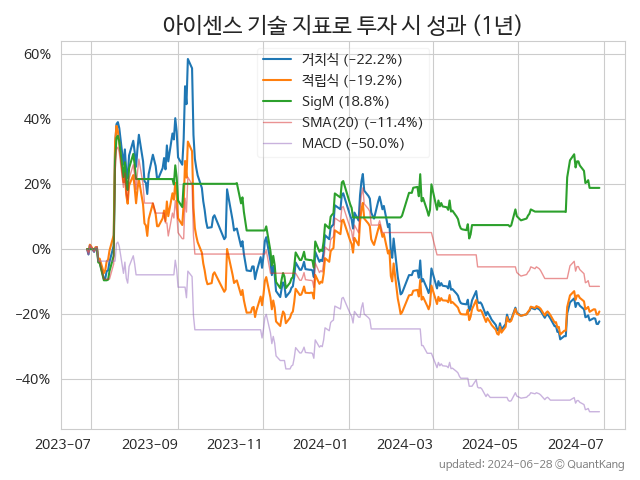 아이센스 기술 지표로 투자 시 성과 (1년)
거치식 (−22.2%)
적립식 (−19.2%)
SigM (18.8%)
SMA(20) (−11.4%)
MACD (−50.0%)
60%
40%
20%
0%
−20%
−40%
2023-07 2023-09 2023-11 2024-01 2024-03 2024-05 2024-07
updated: 2024-06-28 © QuantKang